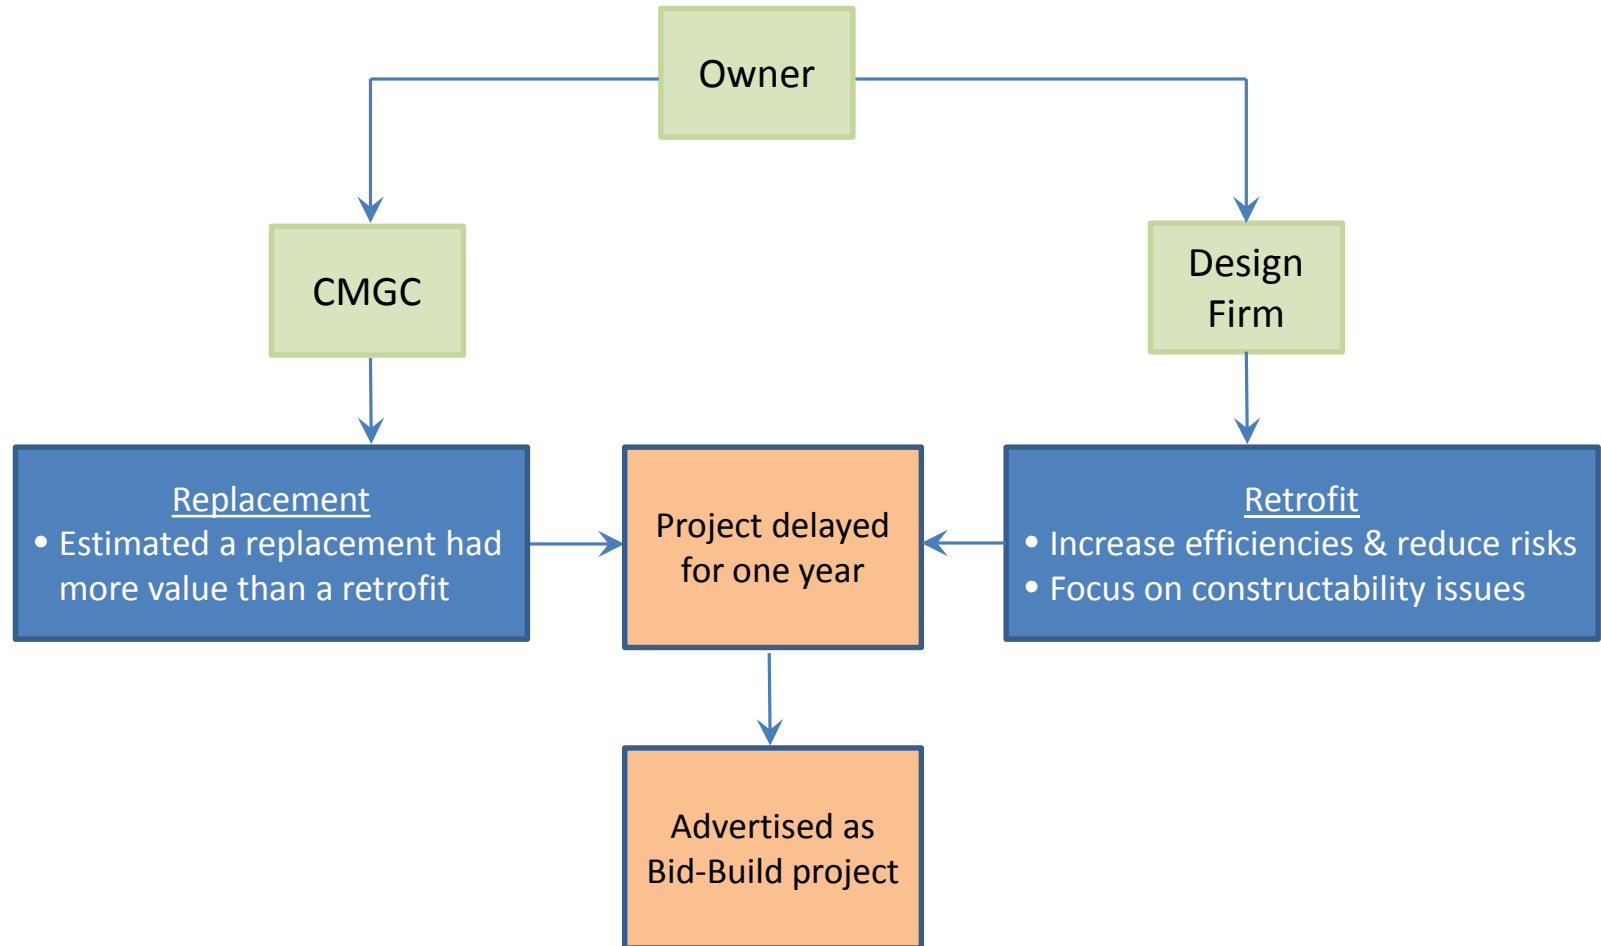 Owner
CMGC
Design
Firm
Replacement
• Estimated a replacement had
more value than a retrofit
Project delayed
for one year
Retrofit
• Increase efficiencies & reduce risks
• Focus on constructability issues
Advertised as
Bid-Build project